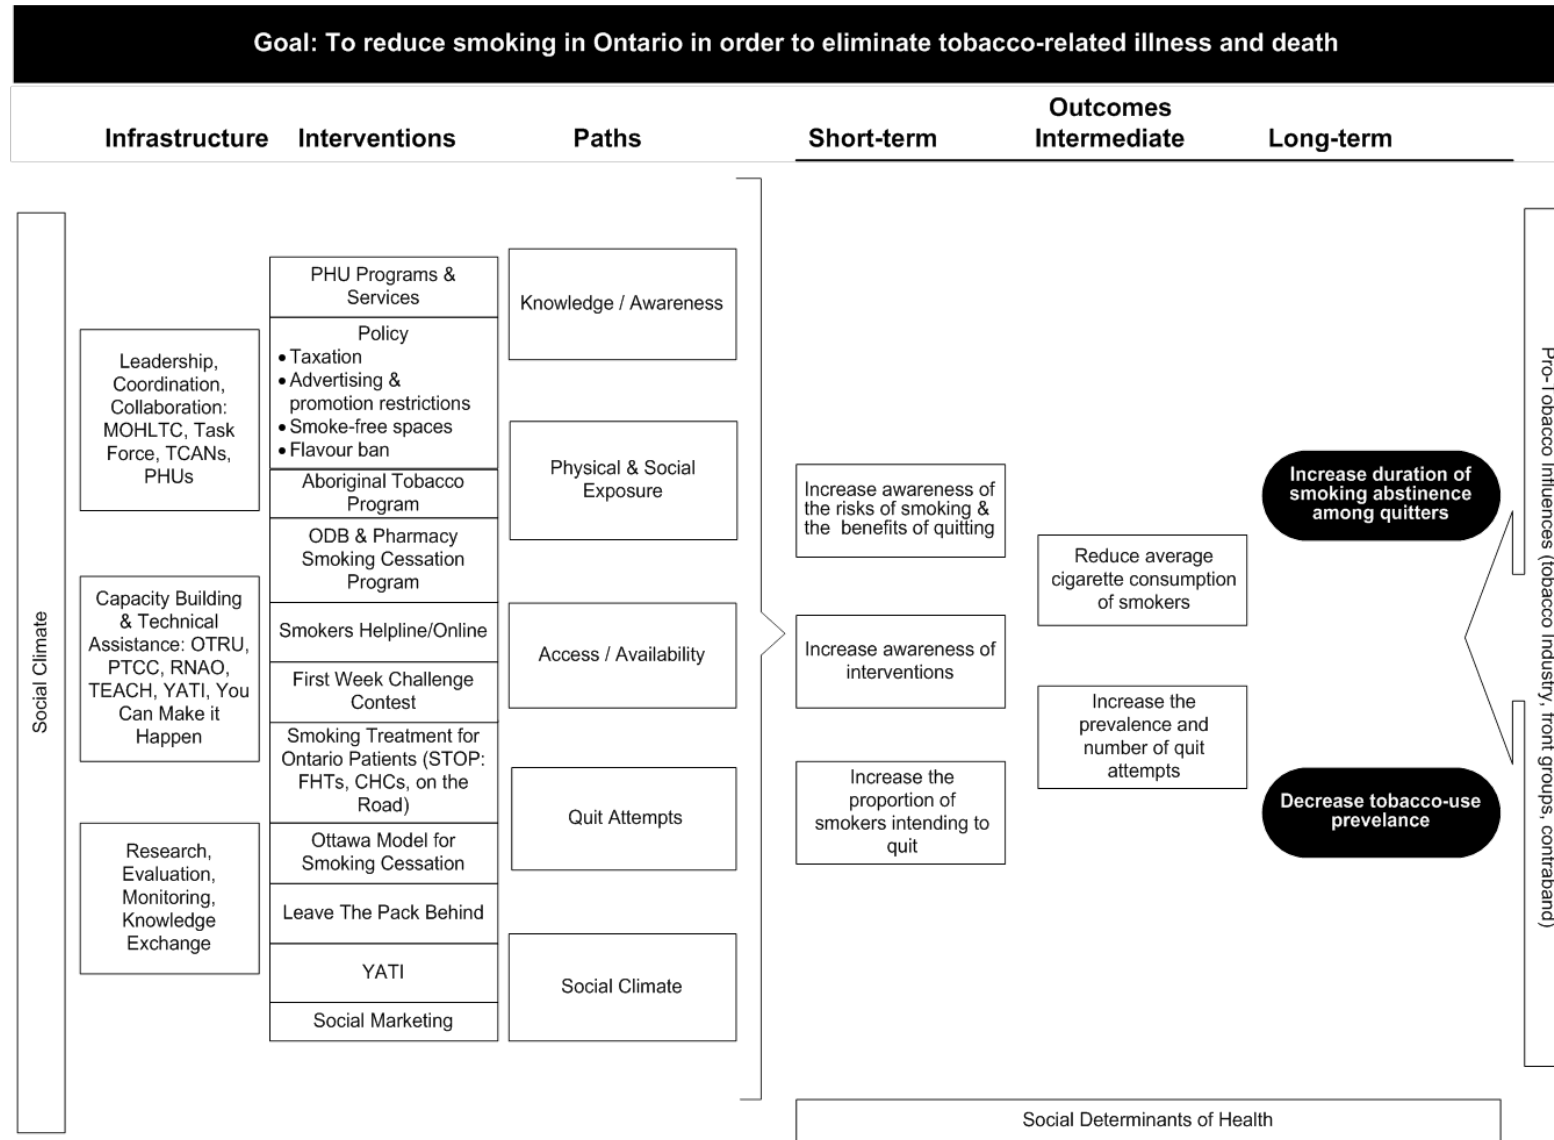 Goal: To reduce smoking in Ontario in order to eliminate tobacco-related illness and death
Infrastructure
Interventions
Paths
Outcomes
Short-term
Intermediate
Long-term
Social Climate
Leadership,
Coordination,
Collaboration:
MOHLTC, Task
Force, TCANs,
PHUs
Capacity Building
& Technical
Assistance: OTRU,
PTCC, RNAO,
TEACH, YATI, You
Can Make it
Happen
Research,
Evaluation,
Monitoring,
Knowledge
Exchange
PHU Programs &
Services
Policy
• Taxation
• Advertising &
promotion restrictions
• Smoke-free spaces
• Flavour ban
Aboriginal Tobacco
Program
ODB & Pharmacy
Smoking Cessation
Program
Smokers Helpline/Online
First Week Challenge
Contest
Smoking Treatment for
Ontario Patients (STOP:
FHTs, CHCs, on the
Road)
Ottawa Model for
Smoking Cessation
Leave The Pack Behind
YATI
Social Marketing
Knowledge / Awareness
Physical & Social
Exposure
Access / Availability
Quit Attempts
Social Climate
Increase awareness of
the risks of smoking &
the benefits of quitting
Increase awareness of
interventions
Increase the
proportion of
smokers intending to
quit
Reduce average
cigarette consumption
of smokers
Increase the
prevalence and
number of quit
attempts
Increase duration of
smoking abstinence
among quitters
Decrease tobacco-use
prevelance
Pro-Tobacco Influences (tobacco Industry, front groups, contraband)
Social Determinants of Health